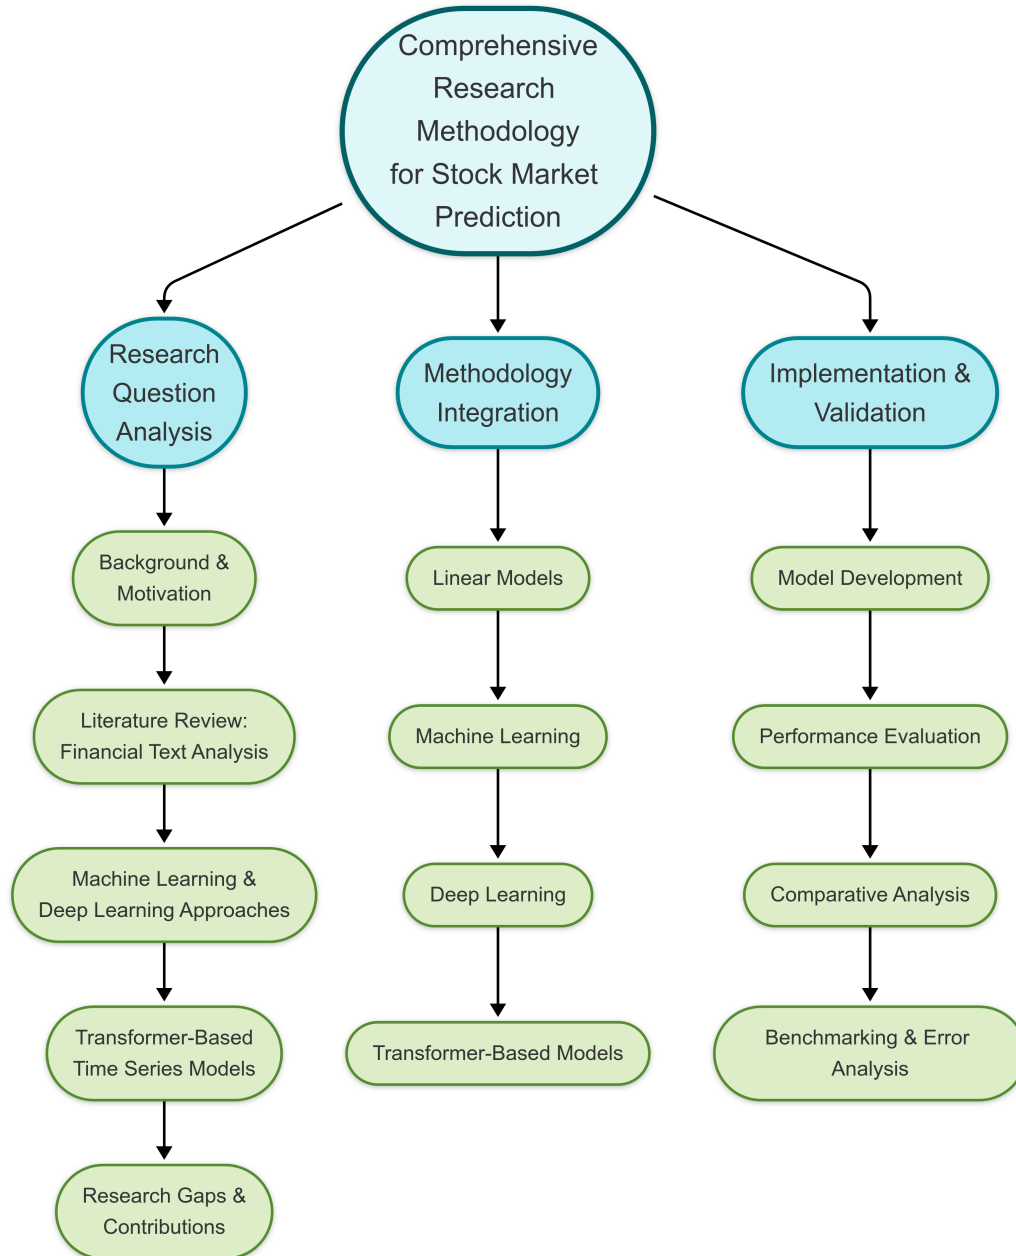 Comprehensive
Research
Methodology
for Stock Market
Prediction
Research
Question
Analysis
Methodology
Integration
Implementation &
Validation
Background &
Motivation
Linear Models
Model Development
Literature Review:
Financial Text Analysis
Machine Learning
Performance Evaluation
Machine Learning &
Deep Learning Approaches
Deep Learning
Comparative Analysis
Transformer-Based
Time Series Models
Transformer-Based Models
Benchmarking & Error
Analysis
Research Gaps &
Contributions